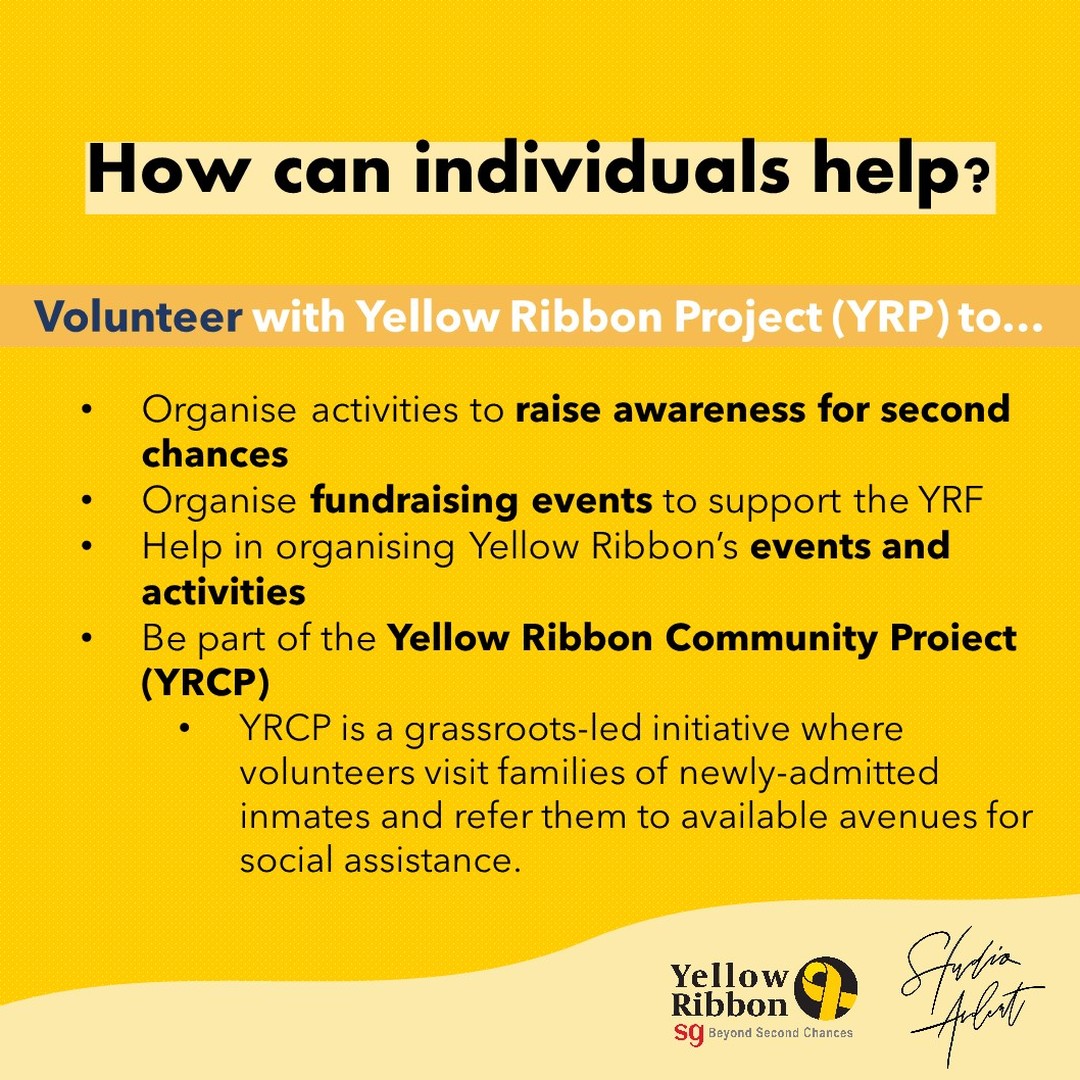 How can individuals help?
Volunteer with Yellow Ribbon Project (YRP) to...
• Organise activities to raise awareness for second
chances
• Organise fundraising events to support the YRF
• Help in organising Yellow Ribbon's events and
activities
• Be part of the Yellow Ribbon Community Proiect
(YRCP)
• YRCP is a grassroots-led initiative where
volunteers visit families of newly-admitted
inmates and refer them to available avenues for
social assistance.
Yellow
Ribbon
sg Beyond Second Chances
Studio